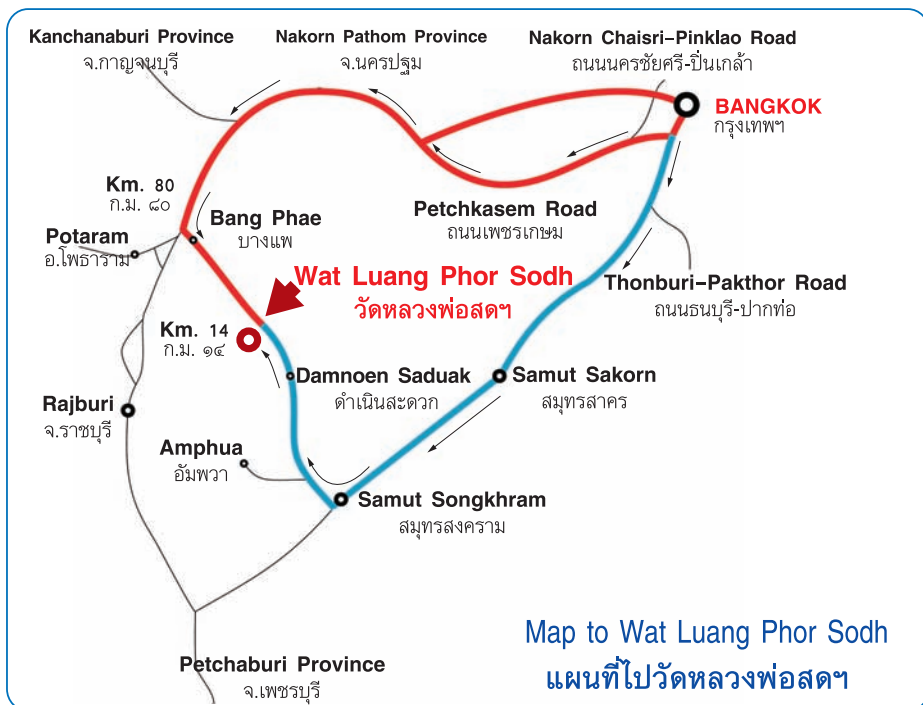 Kanchanaburi Province
จ.กาญจนบุรี
Nakorn Pathom Province
จ.นครปฐม
Nakorn Chaisri-Pinklao Road
ถนนนครชัยศรี-ปิ่นเกล้า
BANGKOK
กรุงเทพฯ
Km. 80
ก.ม. ๘๐
Bang Phae
บางแพ
Petchkasem Road
ถนนเพชรเกษม
Potaram
อ.โพธาราม
Wat Luang Phor Sodh
วัดหลวงพ่อสดฯ
Thonburi-Pakthor Road
ถนนธนบุรี-ปากท่อ
Km. 14
ก.ม. ๑๔
Damnoen Saduak
ดำเนินสะดวก
Samut Sakorn
สมุทรสาคร
Rajburi
จ.ราชบุรี
Amphua
อัมพวา
Samut Songkhram
สมุทรสงคราม
Petchaburi Province
จ.เพชรบุรี
Map to Wat Luang Phor Sodh
แผนที่ไปวัดหลวงพ่อสดฯ